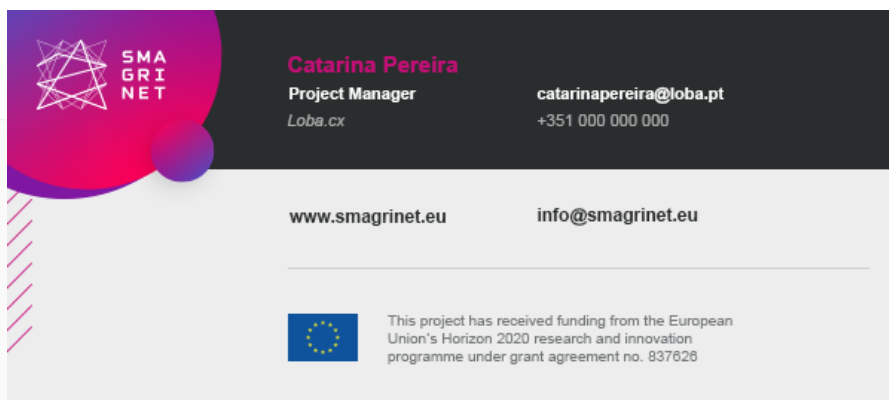 SMA
GRI
NET
Catarina Pereira
Project Manager
catarinapereira@loba.pt
Loba.cx
+351 000 000 000
www.smagrinet.eu
info@smagrinet.eu
This project has received funding from the European
Union's Horizon 2020 research and innovation
programme under grant agreement no. 837626